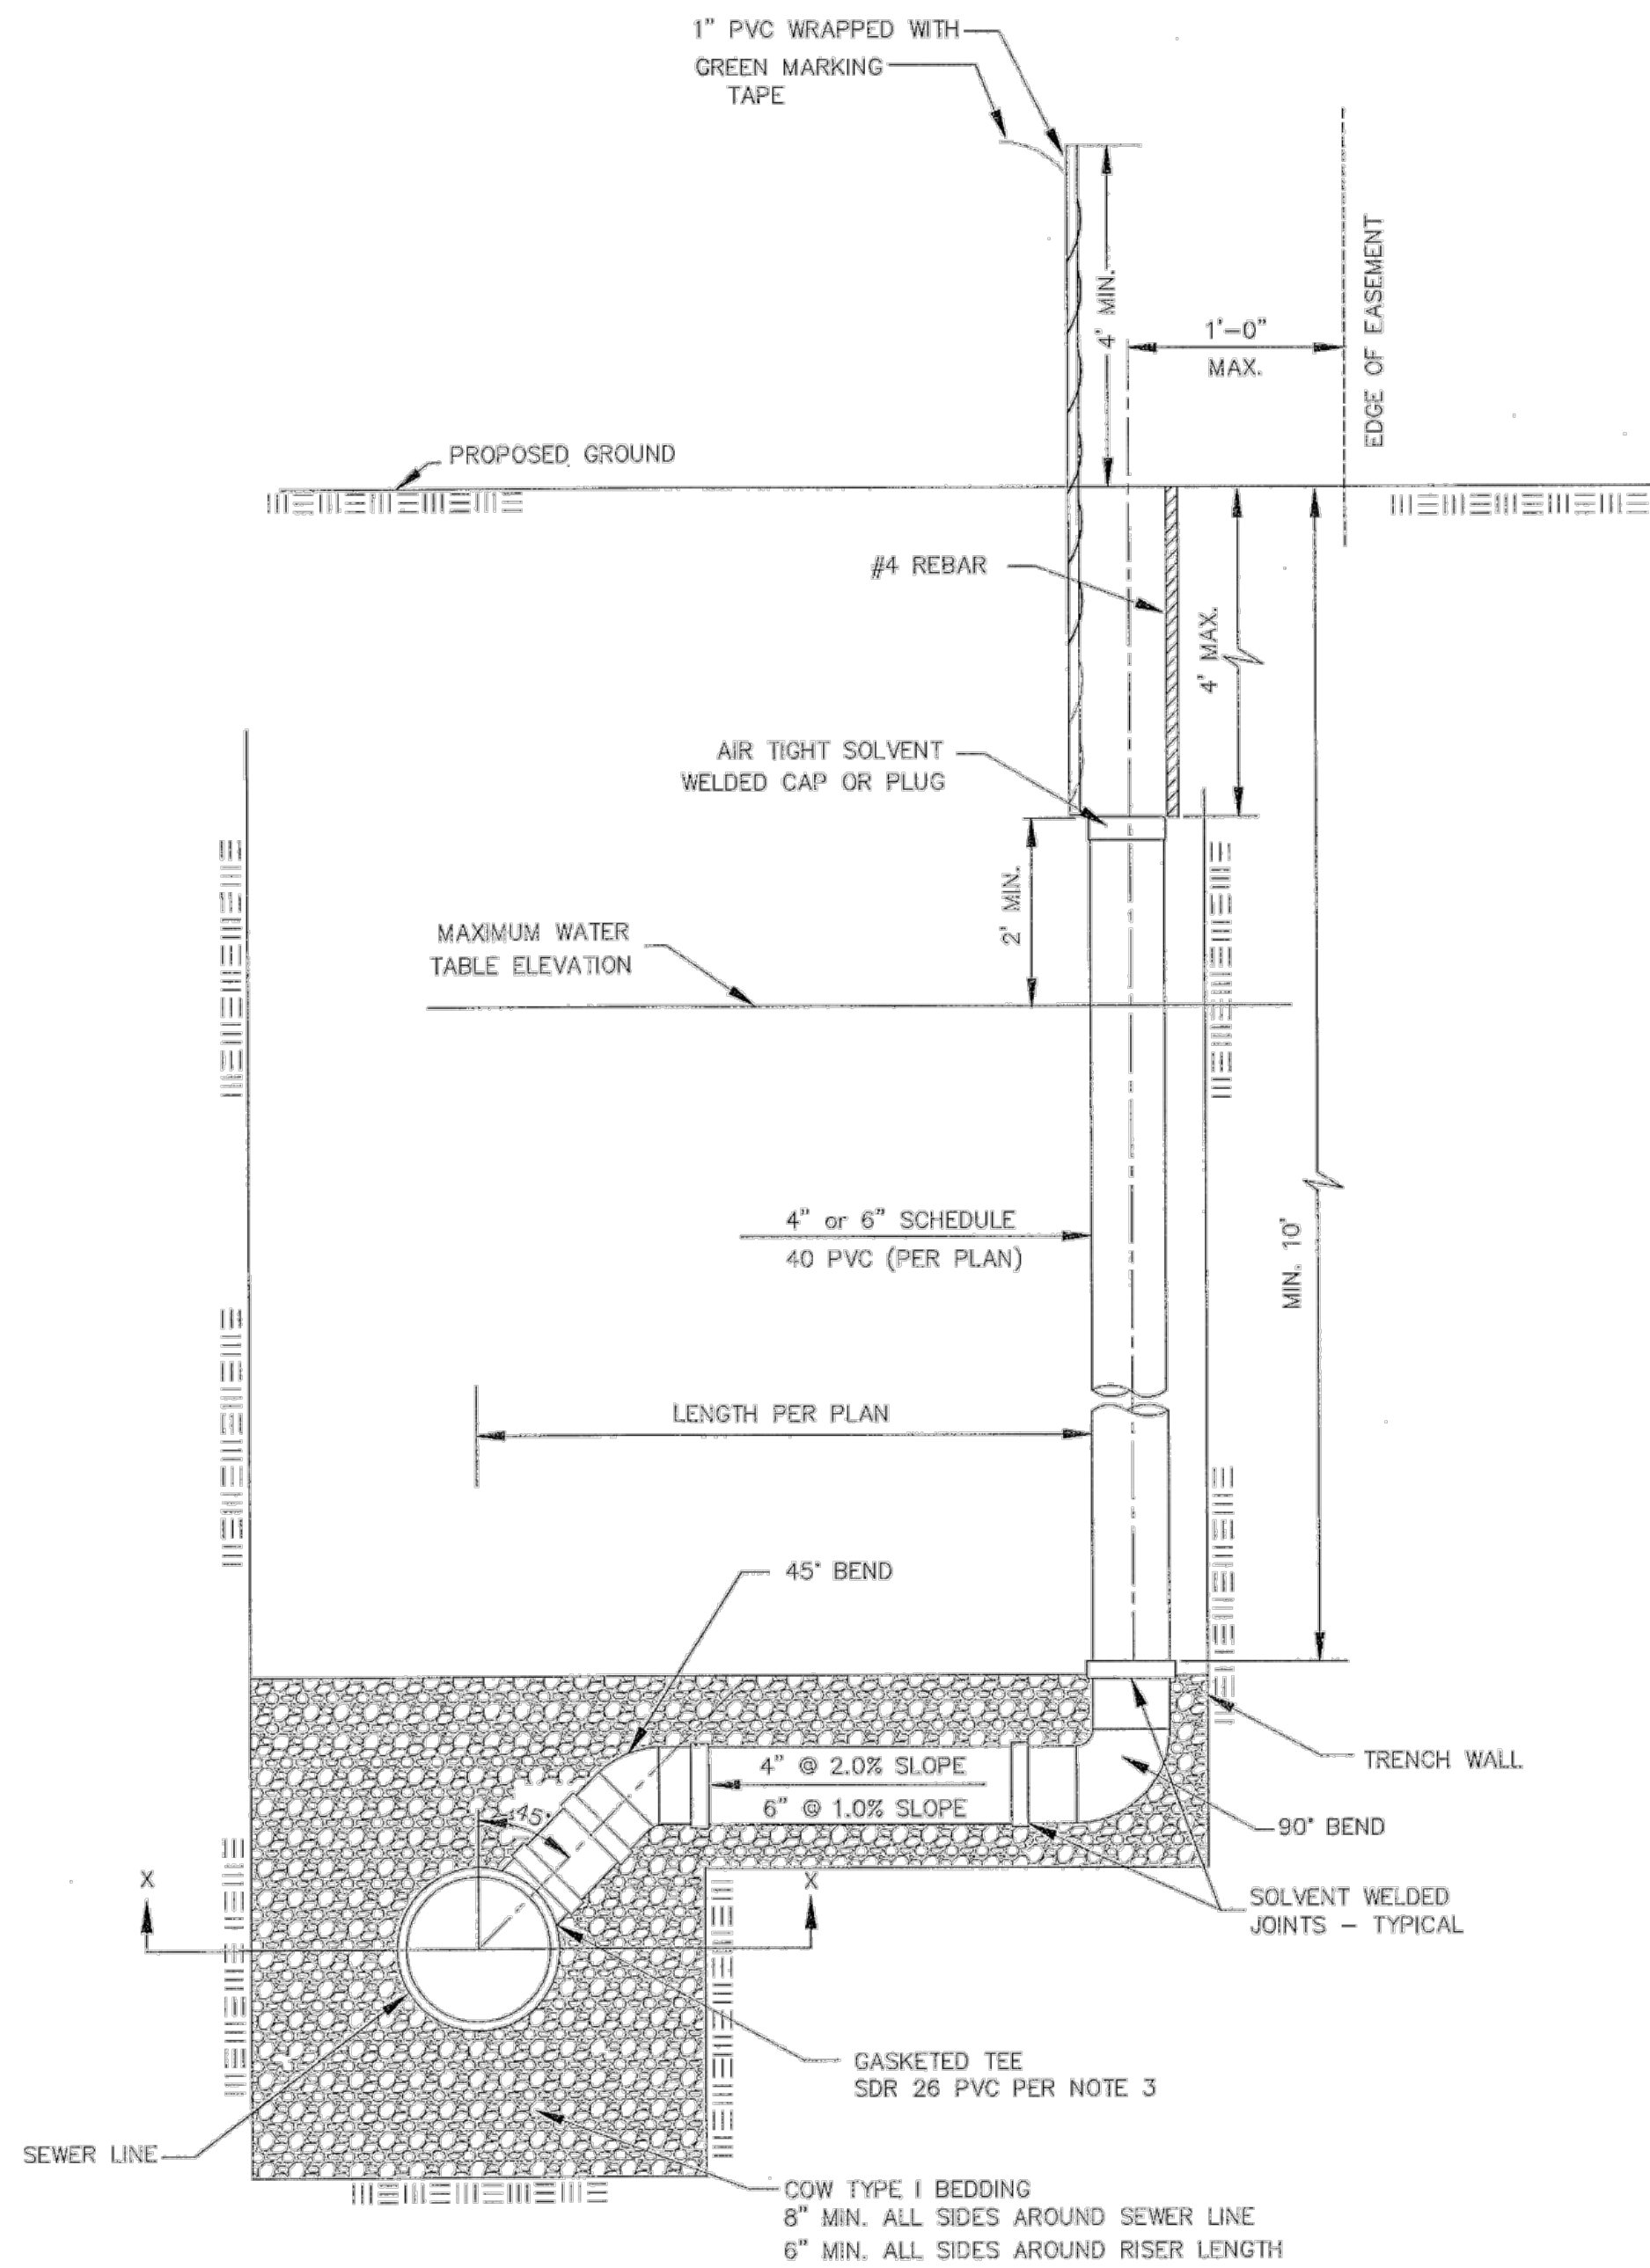 1" PVC WRAPPED WITH
GREEN MARKING
TAPE
4' MIN.
1'-0"
MAX.
EDGE OF EASEMENT
PROPOSED GROUND
#4 REBAR
4' MAX.
AIR TIGHT SOLVENT
WELDED CAP OR PLUG
2' MIN.
MAXIMUM WATER
TABLE ELEVATION
4" or 6" SCHEDULE
40 PVC (PER PLAN)
MIN. 10'
LENGTH PER PLAN
45° BEND
4" @ 2.0% SLOPE
6" @ 1.0% SLOPE
TRENCH WALL
45°
90° BEND
X
X
SOLVENT WELDED
JOINTS – TYPICAL
GASKETED TEE
SDR 26 PVC PER NOTE 3
SEWER LINE
COW TYPE I BEDDING
8" MIN. ALL SIDES AROUND SEWER LINE
6" MIN. ALL SIDES AROUND RISER LENGTH